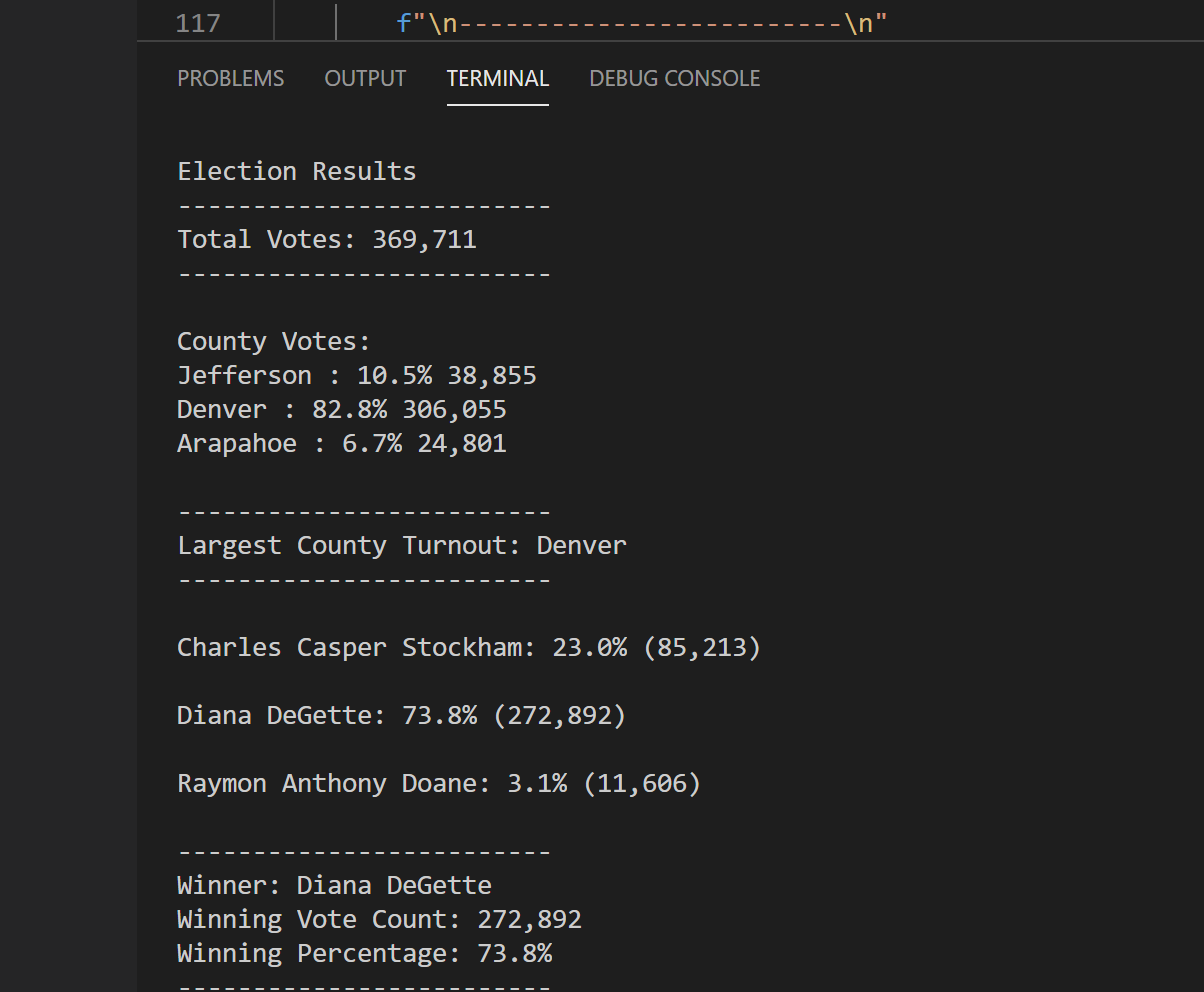 117 f"\n-------------------------\n"
PROBLEMS OUTPUT TERMINAL DEBUG CONSOLE
Election Results
-------------------------
Total Votes: 369,711
-------------------------
County Votes:
Jefferson : 10.5% 38,855
Denver : 82.8% 306,055
Arapahoe : 6.7% 24,801
-------------------------
Largest County Turnout: Denver
-------------------------
Charles Casper Stockham: 23.0% (85,213)
Diana DeGette: 73.8% (272,892)
Raymon Anthony Doane: 3.1% (11,606)
-------------------------
Winner: Diana DeGette
Winning Vote Count: 272,892
Winning Percentage: 73.8%
-------------------------